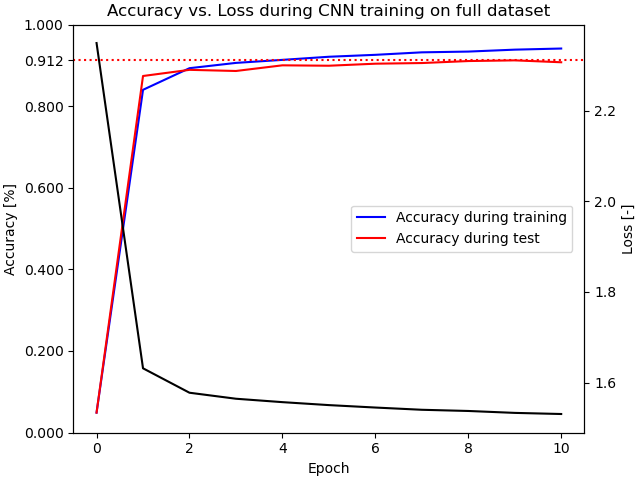 Accuracy vs. Loss during CNN training on full dataset
1.000
0.912
0.800
0.600
0.400
0.200
0.000
Accuracy [%]
2.2
2.0
1.8
1.6
Loss [-]
Accuracy during training
Accuracy during test
0 2 4 6 8 10
Epoch